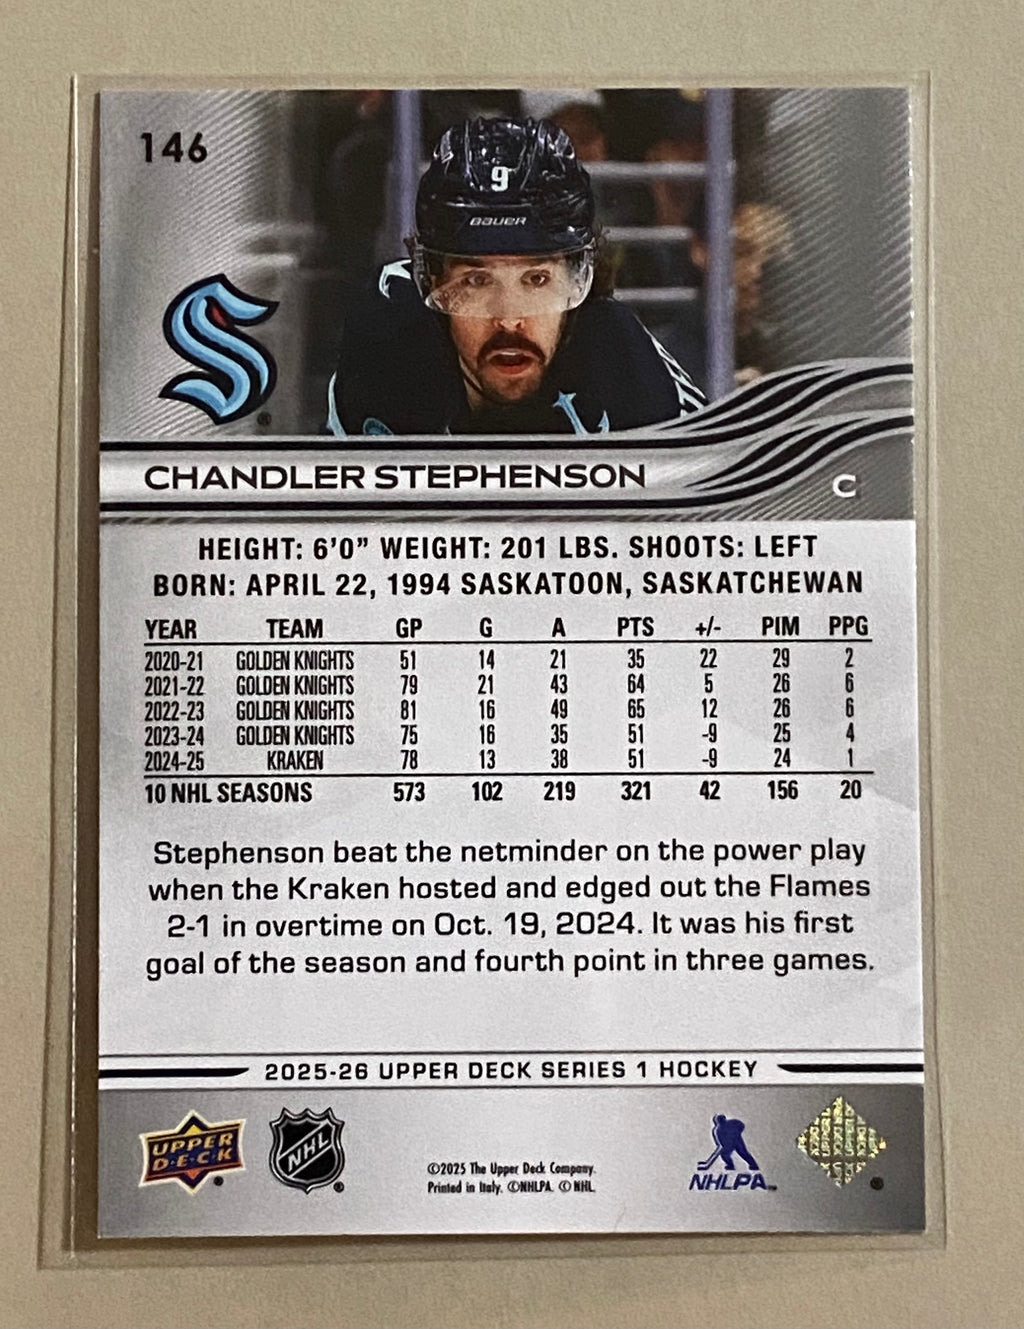 146
9
BAUER
CHANDLER STEPHENSON
C
HEIGHT: 6'0" WEIGHT: 201 LBS. SHOOTS: LEFT
BORN: APRIL 22, 1994 SASKATOON, SASKATCHEWAN
YEAR TEAM GP G A PTS +/- PIM PPG
2020-21 GOLDEN KNIGHTS 51 14 21 35 22 29 2
2021-22 GOLDEN KNIGHTS 79 21 43 64 5 26 6
2022-23 GOLDEN KNIGHTS 81 16 49 65 12 26 6
2023-24 GOLDEN KNIGHTS 75 16 35 51 -9 25 4
2024-25 KRAKEN 78 13 38 51 -9 24 1
10 NHL SEASONS 573 102 219 321 42 156 20
Stephenson beat the netminder on the power play
when the Kraken hosted and edged out the Flames
2-1 in overtime on Oct. 19, 2024. It was his first
goal of the season and fourth point in three games.
2025-26 UPPER DECK SERIES 1 HOCKEY
UPPER
D·E·C·K
NHL
©2025 The Upper Deck Company.
Printed in Italy. ©NHLPA. © NHL.
NHLPA